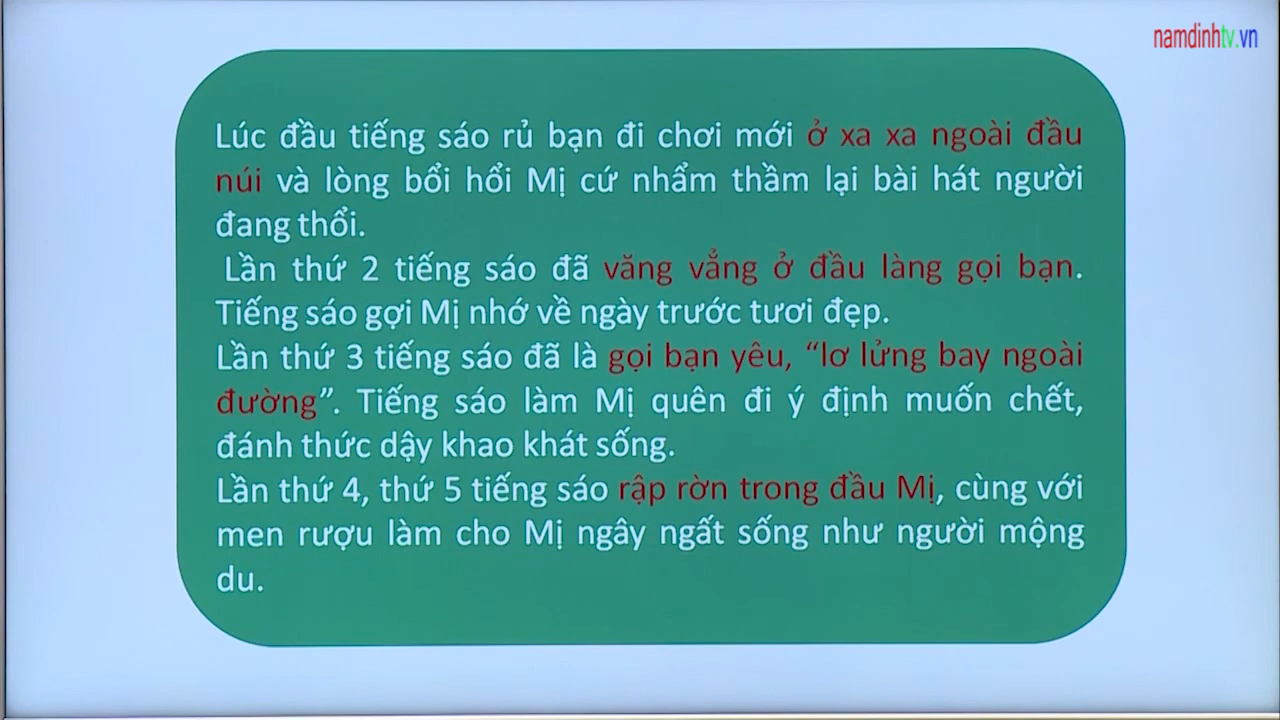 namdinhtv.vn
Lúc đầu tiếng sáo rủ bạn đi chơi mới ở xa xa ngoài đầu
núi và lòng bổi hổi Mị cứ nhẩm thầm lại bài hát người
đang thổi.
Lần thứ 2 tiếng sáo đã văng vẳng ở đầu làng gọi bạn.
Tiếng sáo gợi Mị nhớ về ngày trước tươi đẹp.
Lần thứ 3 tiếng sáo đã là gọi bạn yêu, “lơ lửng bay ngoài
đường”. Tiếng sáo làm Mị quên đi ý định muốn chết,
đánh thức dậy khao khát sống.
Lần thứ 4, thứ 5 tiếng sáo rập rờn trong đầu Mị, cùng với
men rượu làm cho Mị ngây ngất sống như người mộng
du.